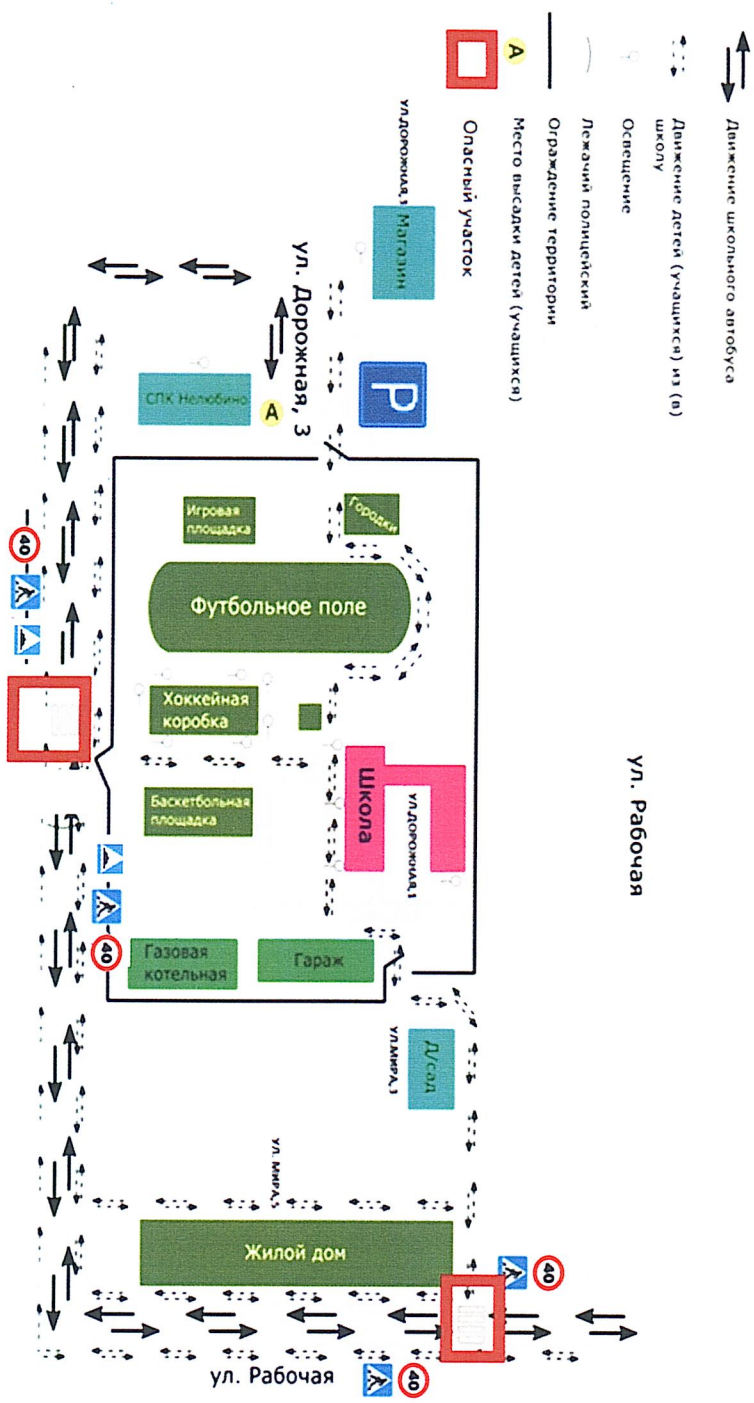 Движение школьного автобуса
Движение детей (учащихся) из (в)
школу
Освещение
Лежачий полицейский
Ограждение территории
А
Место высадки детей (учащихся)
Опасный участок
ул. Рабочая
ул.ДОРОЖНАЯ,3
Магазин
ул. Дорожная, 3
P
СПК Нелюбино
А
Городки
Игровая
площадка
Футбольное поле
Хоккейная
коробка
Школа
ул.ДОРОЖНАЯ,1
Баскетбольная
площадка
Газовая
котельная
Гараж
Д/сад
ул.МИРА,3
ул. МИРА,5
Жилой дом
40
40
40
40
ул. Рабочая